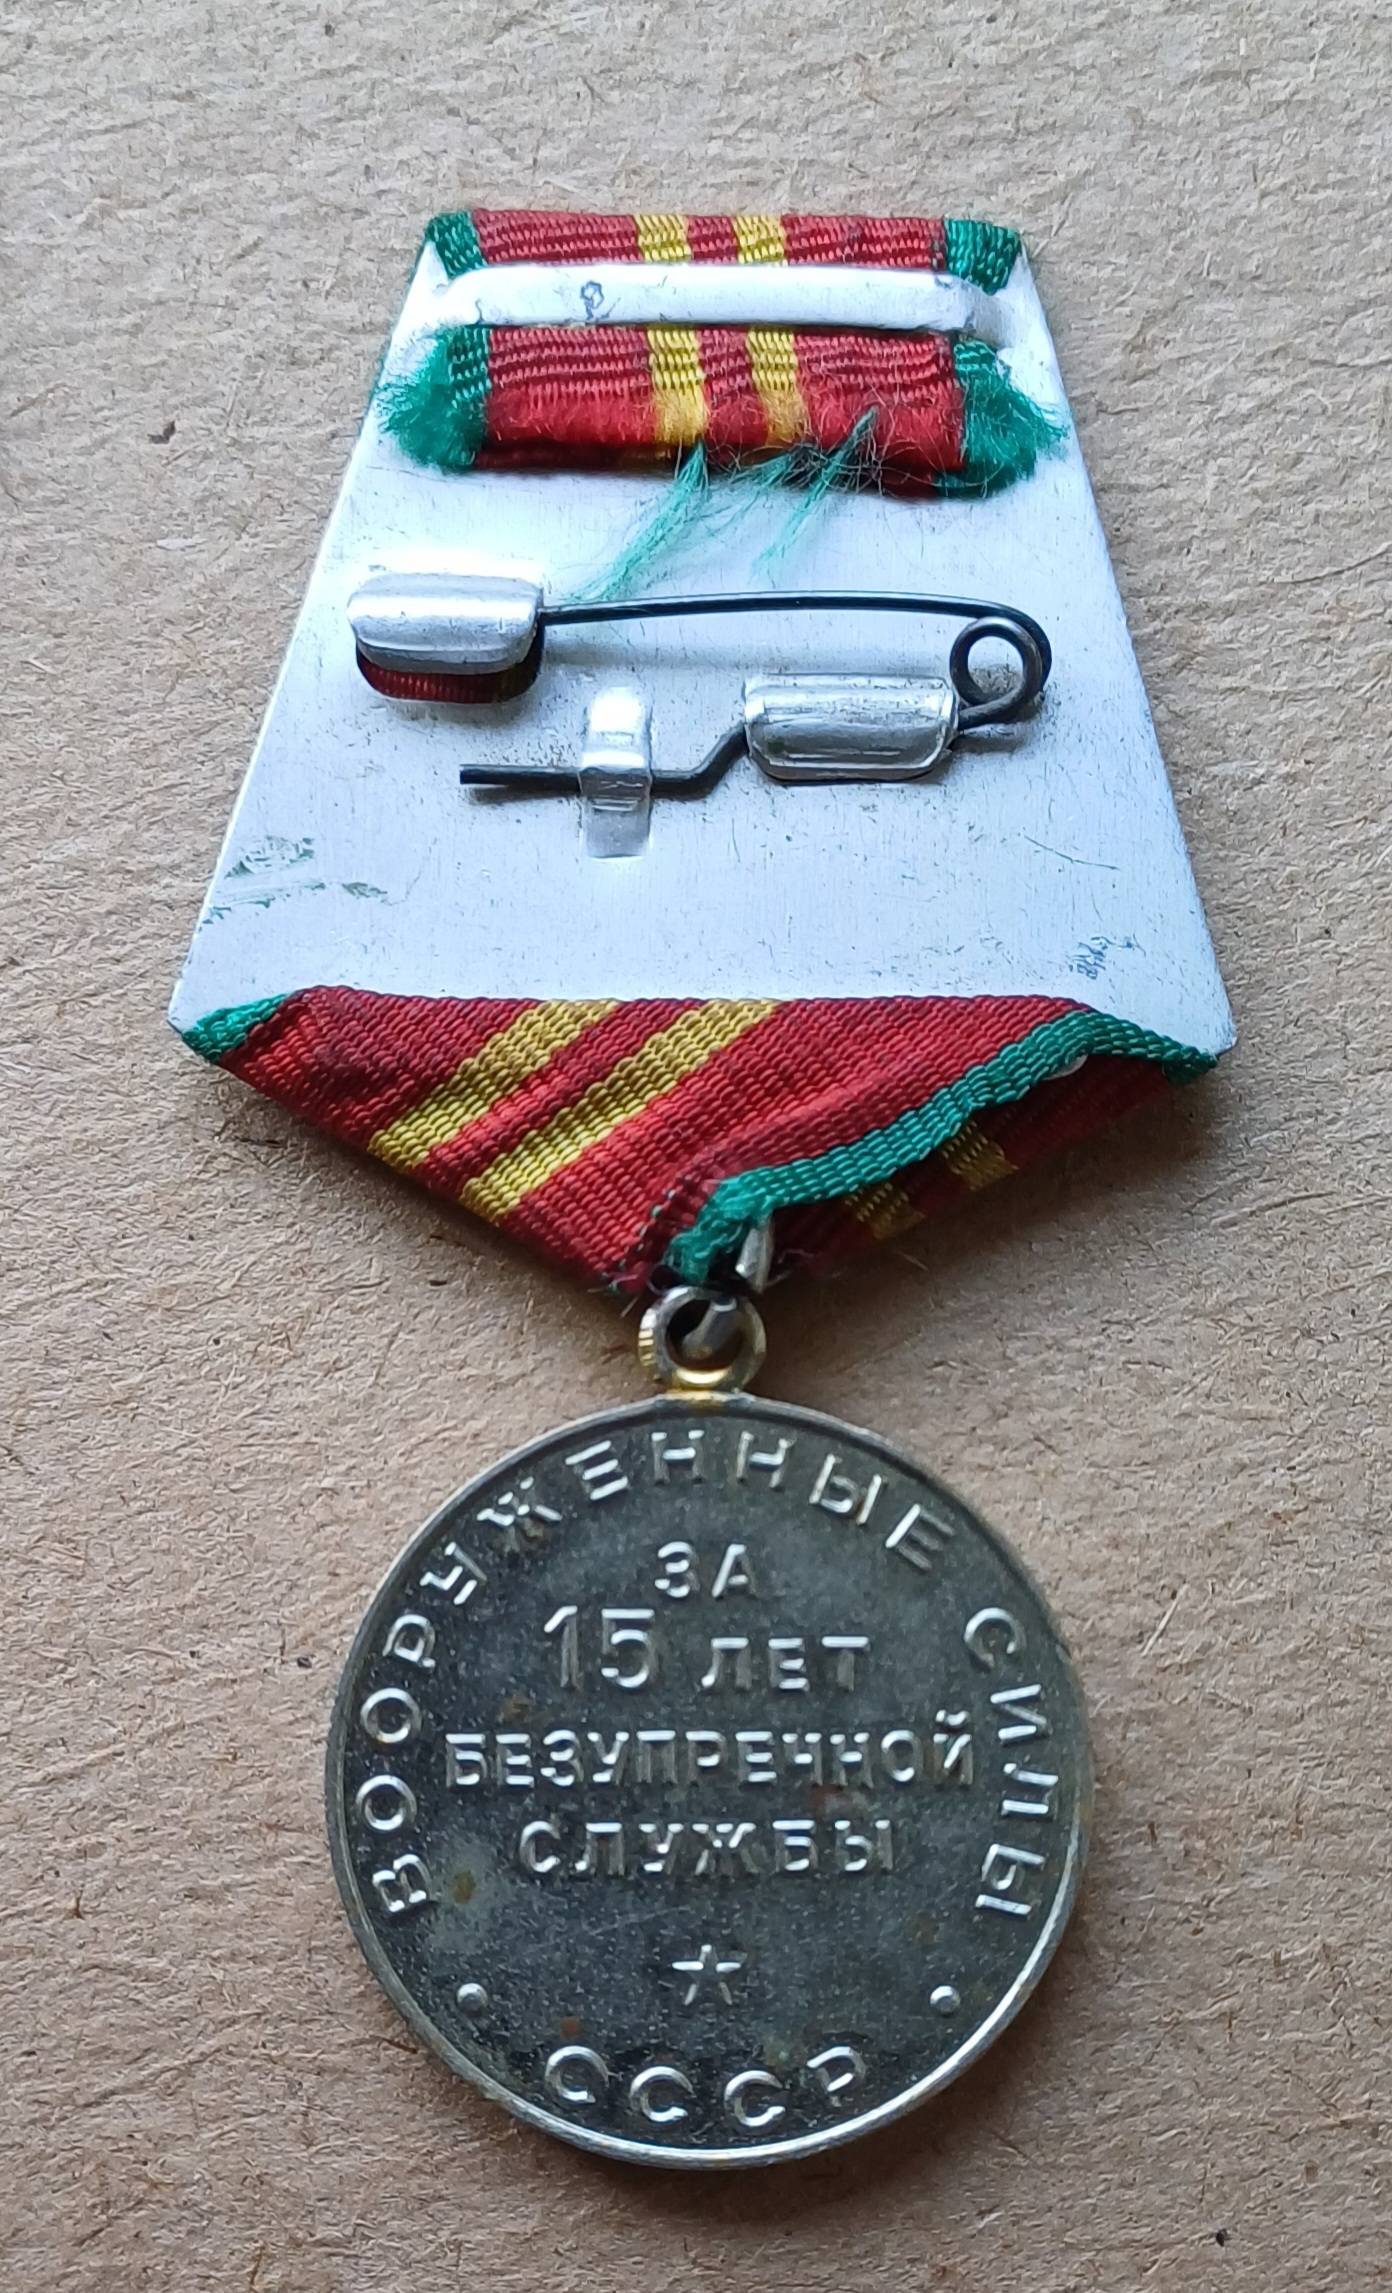 ВООРУЖЕННЫЕ СИЛЫ
ЗА
15 ЛЕТ
БЕЗУПРЕЧНОЙ
СЛУЖБЫ
СССР